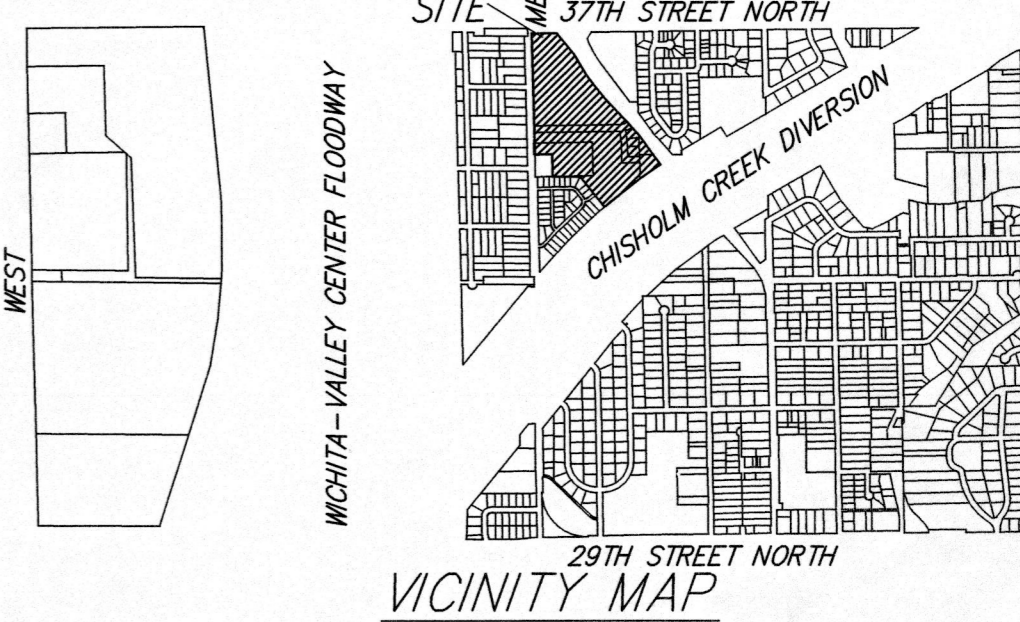 SITE
37TH STREET NORTH
WEST
WICHITA-VALLEY CENTER FLOODWAY
CHISHOLM CREEK DIVERSION
29TH STREET NORTH
VICINITY MAP